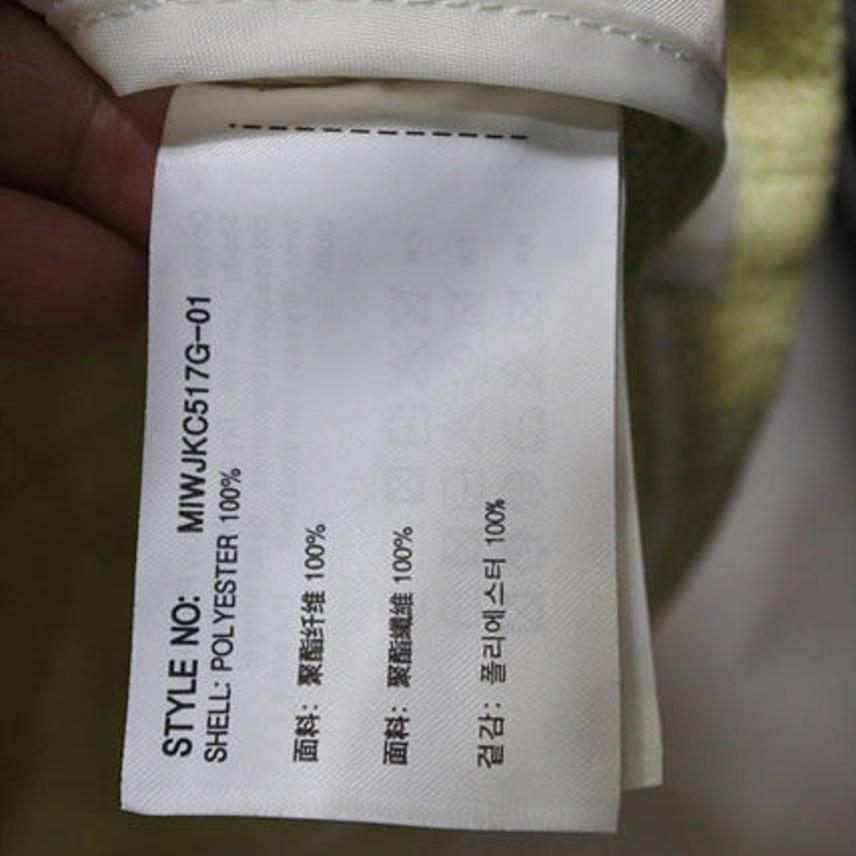 STYLE NO: MIWJKC517G-01
SHELL: POLYESTER 100%
面料: 聚酯纤维 100%
面料: 聚酯纖維 100%
겉감: 폴리에스터 100%